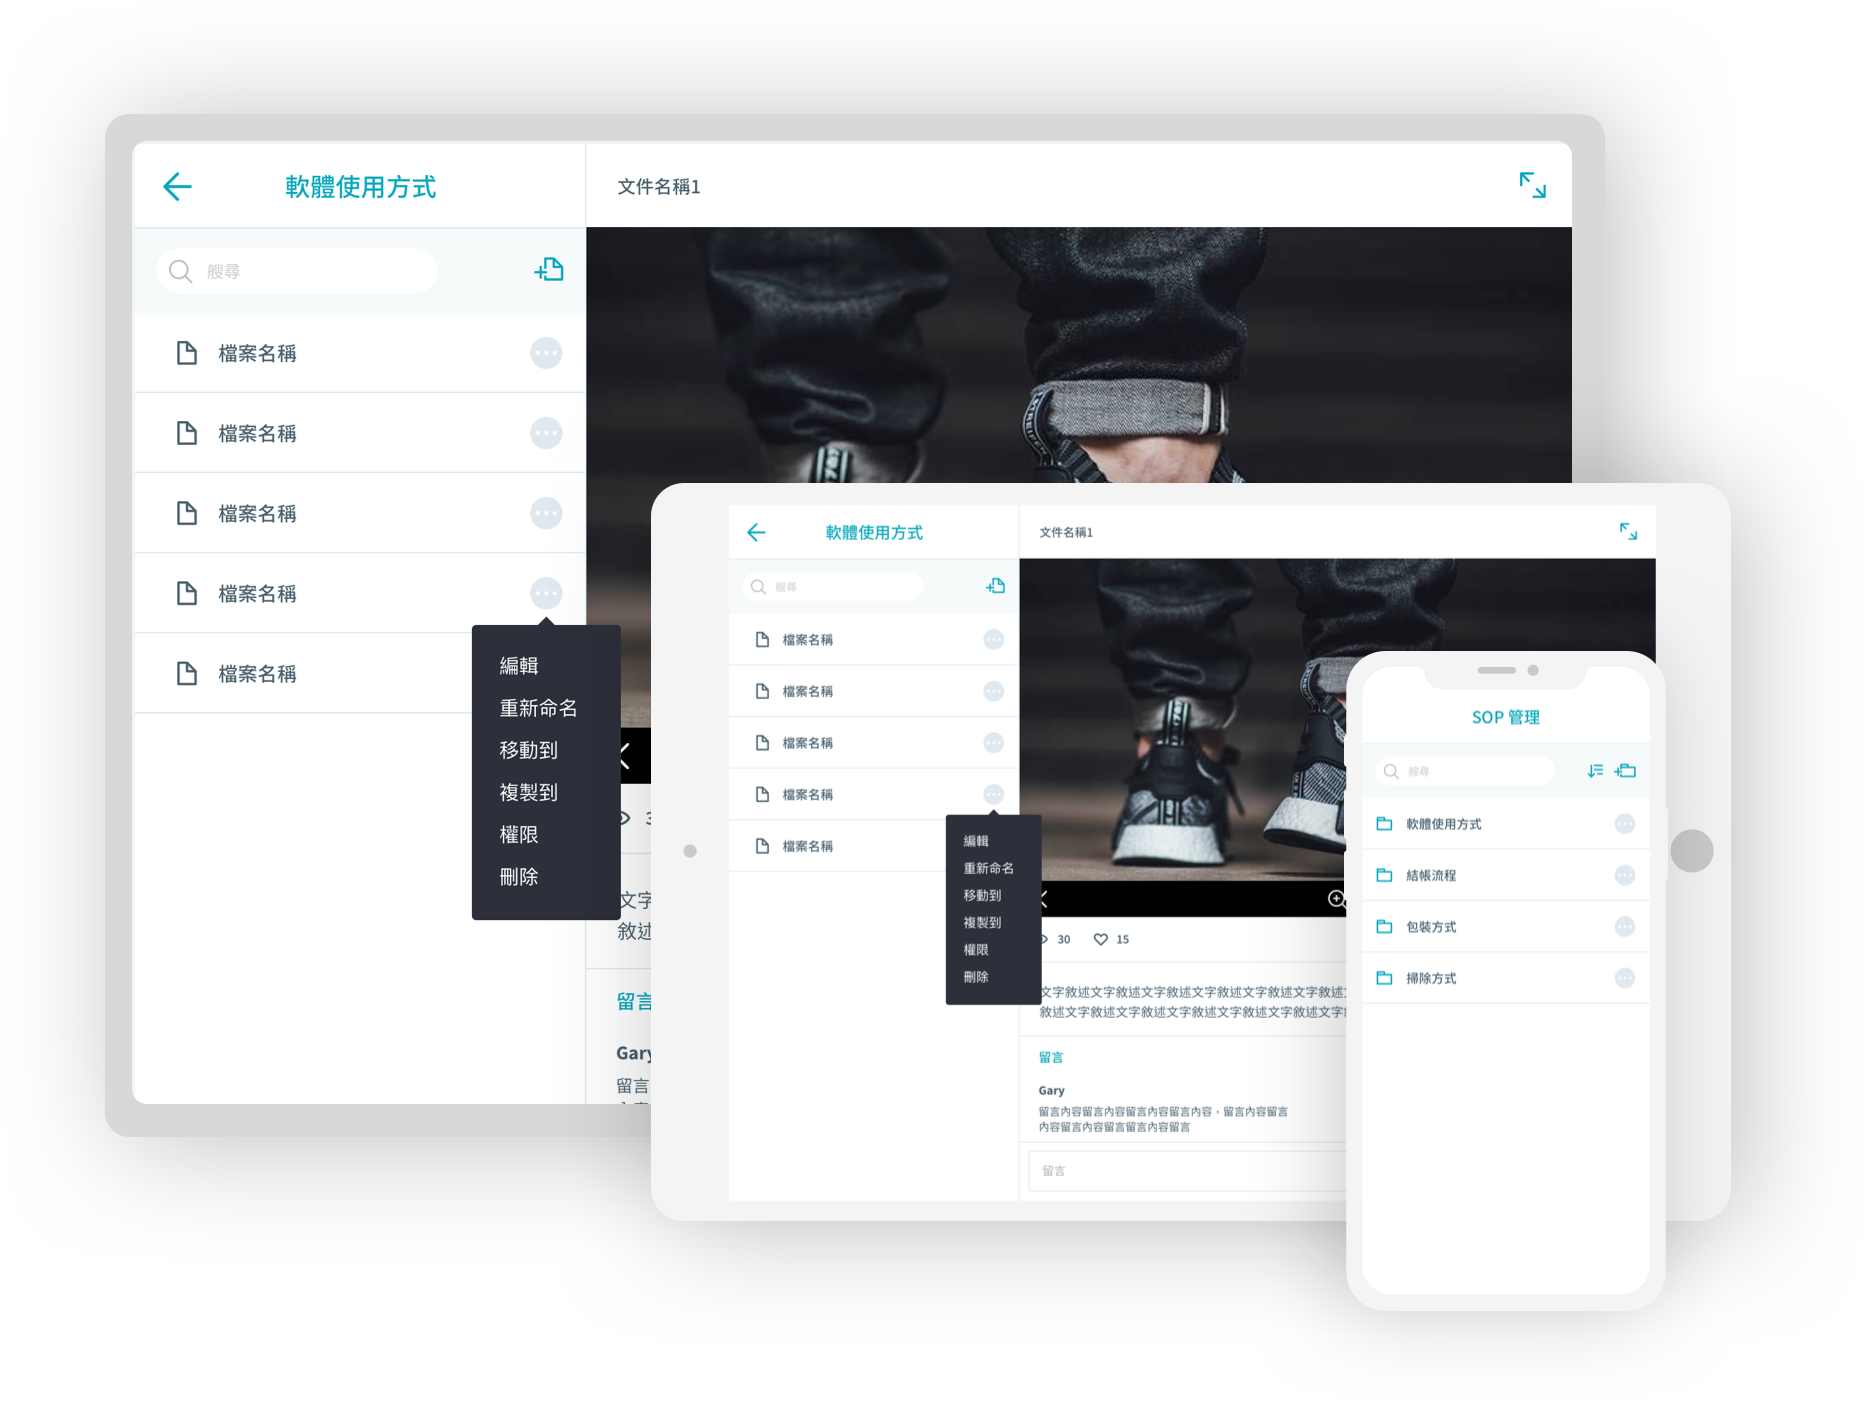 軟體使用方式
文件名稱1
艘尋
檔案名稱
檔案名稱
檔案名稱
檔案名稱
檔案名稱
編輯
重新命名
移動到
複製到
權限
刪除
文字
敘述
留言
Gary
留言
軟體使用方式
文件名稱1
艘尋
檔案名稱
檔案名稱
檔案名稱
檔案名稱
檔案名稱
編輯
重新命名
移動到
複製到
權限
刪除
30 15
文字敘述文字敘述文字敘述文字敘述文字敘述文字敘述
敘述文字敘述文字敘述文字敘述文字敘述文字敘述文字
留言
Gary
留言內容留言內容留言內容留言內容，留言內容留言
內容留言內容留言留言內容留言
留言
SOP 管理
艘尋
軟體使用方式
結帳流程
包裝方式
掃除方式